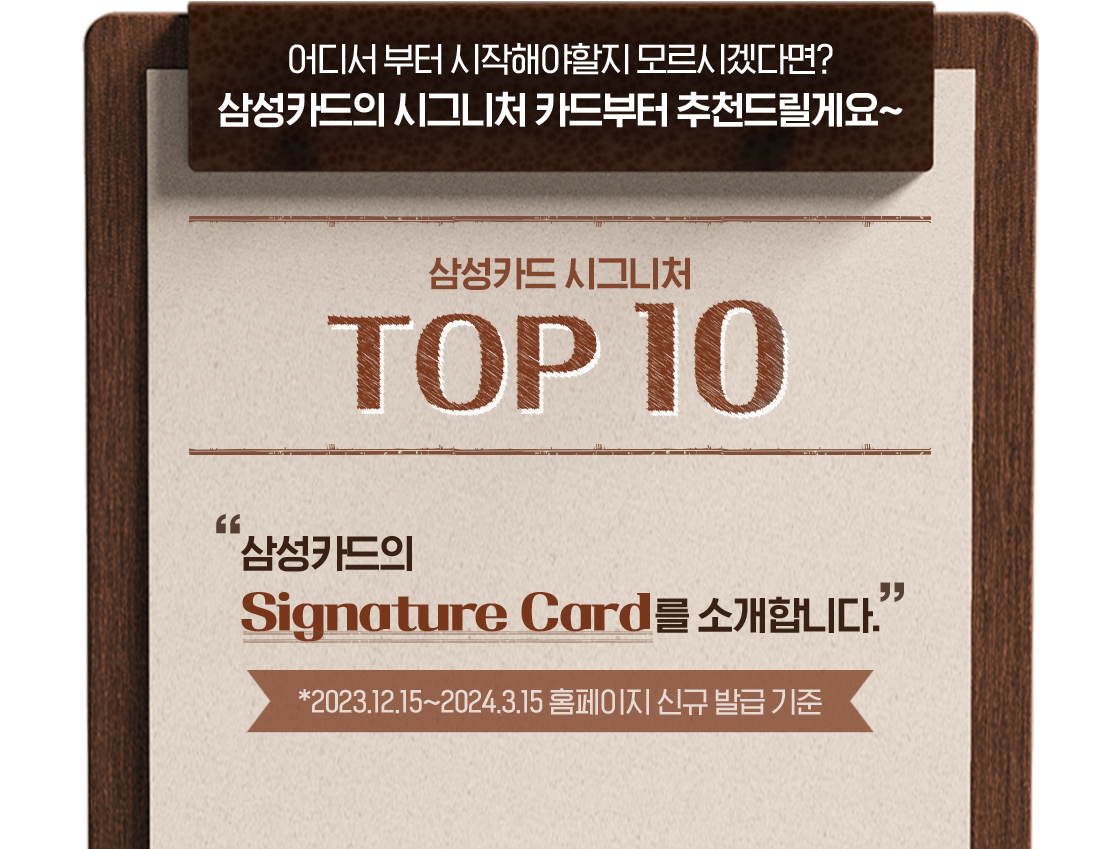 어디서 부터 시작해야할지 모르시겠다면?
삼성카드의 시그니처 카드부터 추천드릴게요~
삼성카드 시그니처
TOP 10
“삼성카드의
Signature Card를 소개합니다.”
*2023.12.15~2024.3.15 홈페이지 신규 발급 기준